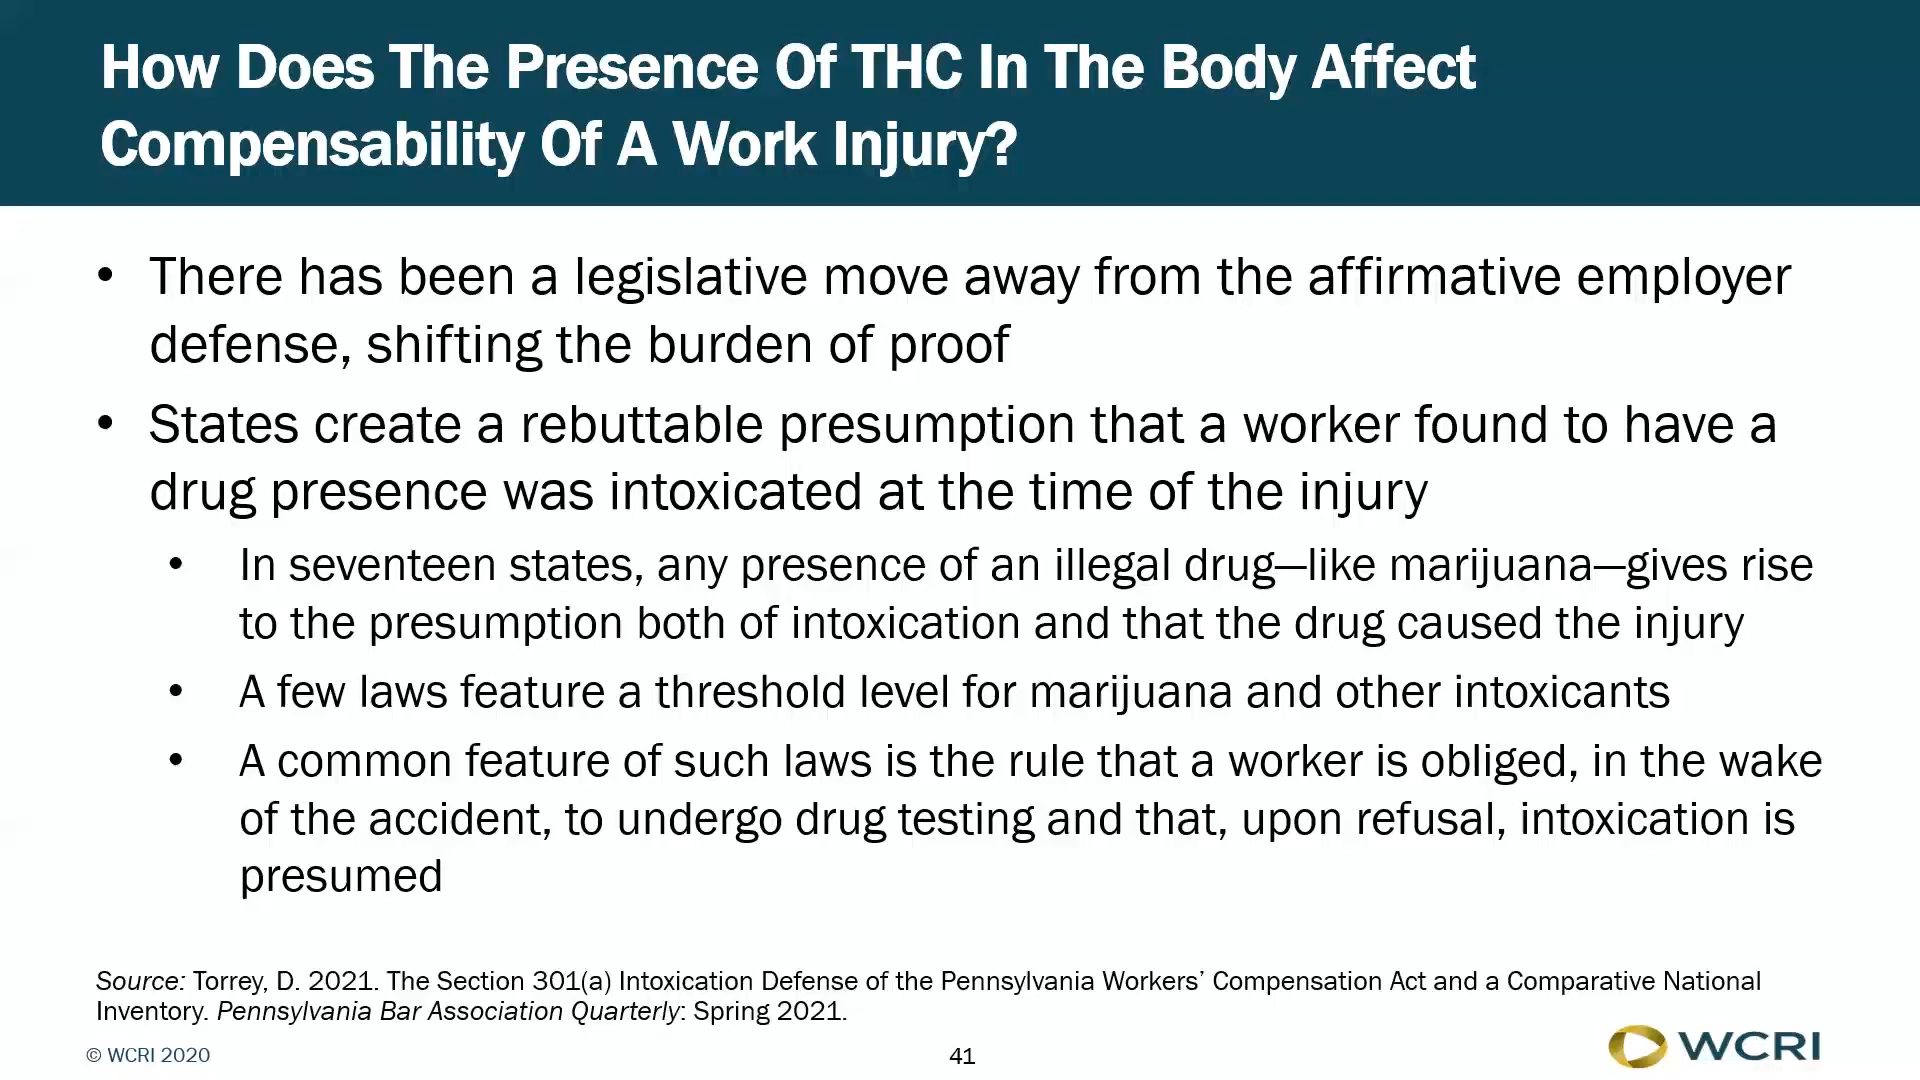 How Does The Presence Of THC In The Body Affect
Compensability Of A Work Injury?
• There has been a legislative move away from the affirmative employer
defense, shifting the burden of proof
• States create a rebuttable presumption that a worker found to have a
drug presence was intoxicated at the time of the injury
• In seventeen states, any presence of an illegal drug—like marijuana—gives rise
to the presumption both of intoxication and that the drug caused the injury
• A few laws feature a threshold level for marijuana and other intoxicants
• A common feature of such laws is the rule that a worker is obliged, in the wake
of the accident, to undergo drug testing and that, upon refusal, intoxication is
presumed
Source: Torrey, D. 2021. The Section 301(a) Intoxication Defense of the Pennsylvania Workers’ Compensation Act and a Comparative National
Inventory. Pennsylvania Bar Association Quarterly: Spring 2021.
© WCRI 2020
41
WCRI